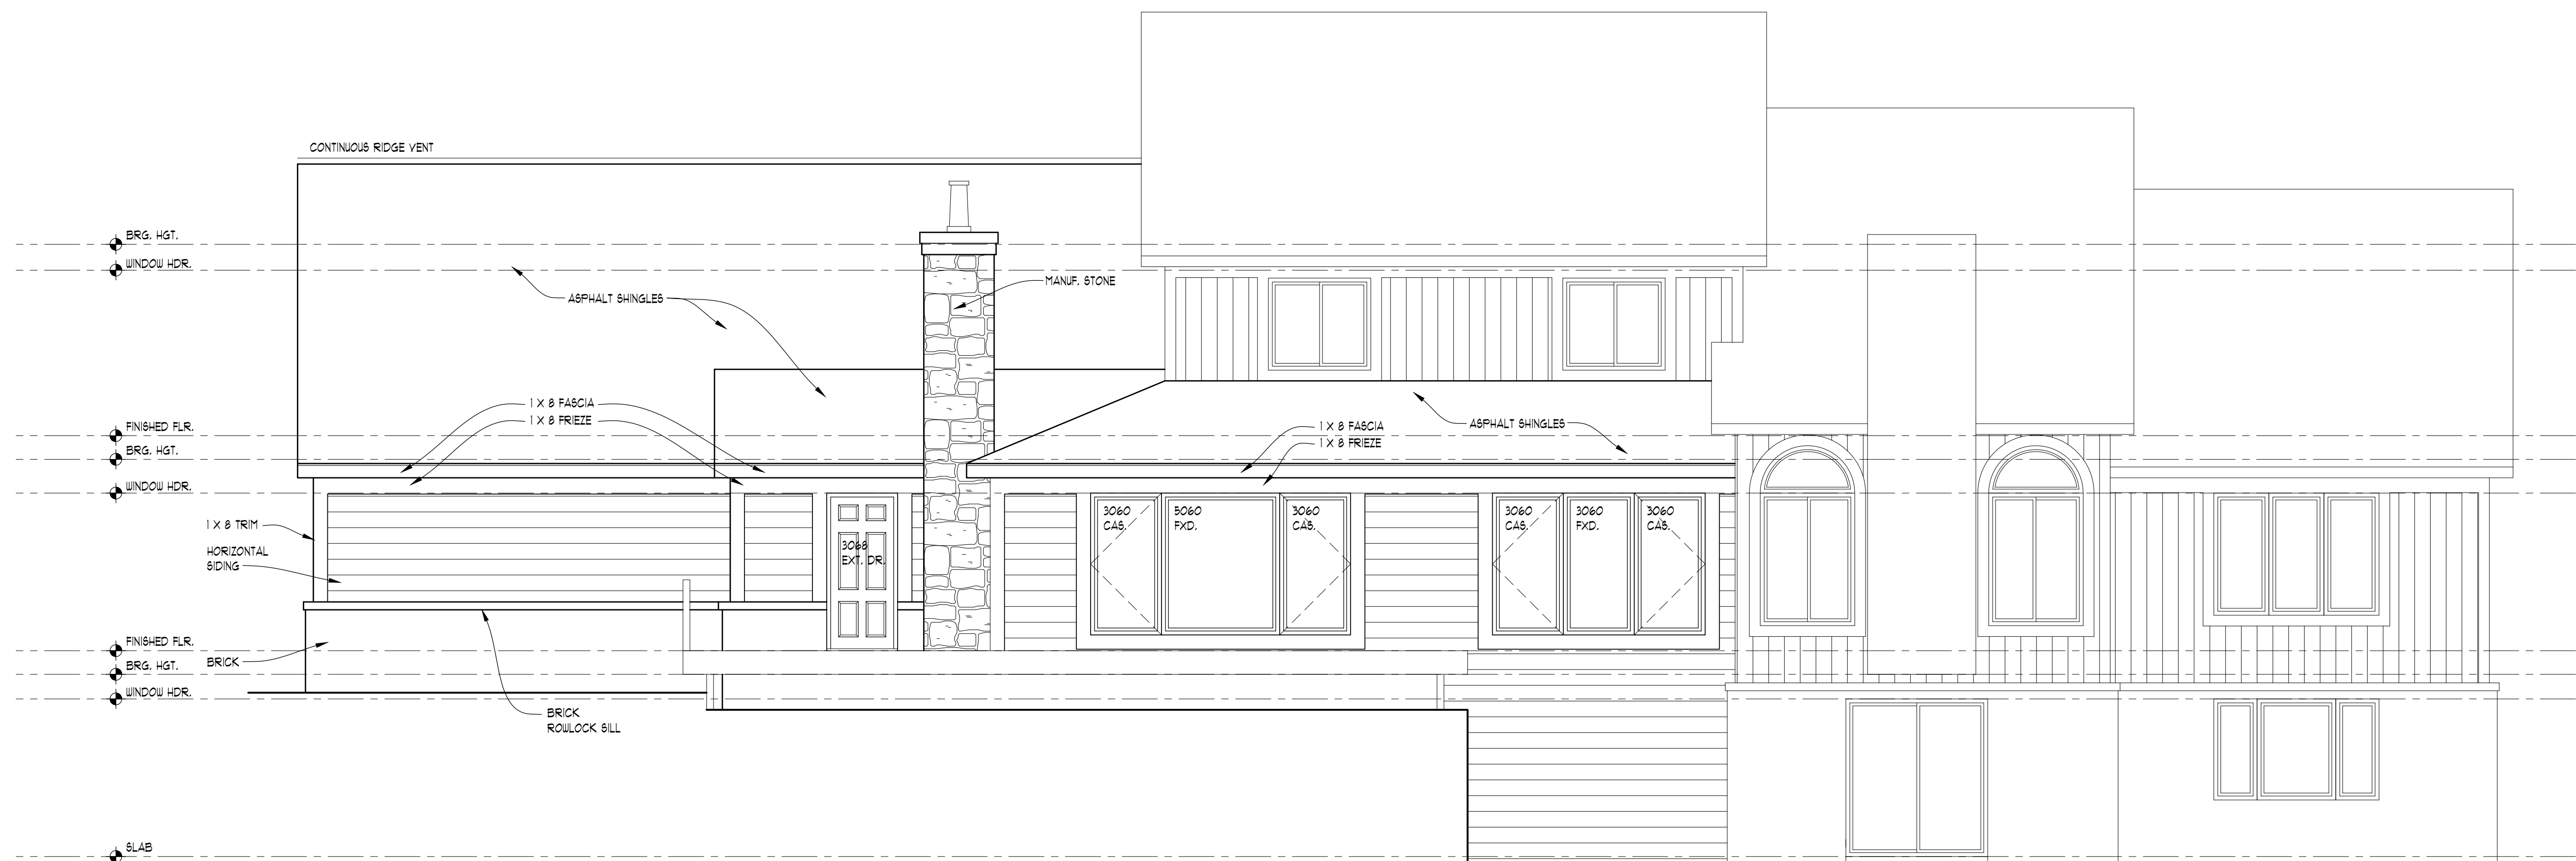 CONTINUOUS RIDGE VENT
BRG. HGT.
WINDOW HDR.
ASPHALT SHINGLES
MANUF. STONE
1 X 8 FASCIA
1 X 8 FRIEZE
FINISHED FLR.
BRG. HGT.
1 X 8 FASCIA
1 X 8 FRIEZE
ASPHALT SHINGLES
WINDOW HDR.
1 X 8 TRIM
HORIZONTAL
SIDING
3068
EXT. DR.
3060
CAS.
5060
FXD.
3060
CAS.
3060
CAS.
3060
FXD.
3060
CAS.
FINISHED FLR.
BRICK
BRG. HGT.
WINDOW HDR.
BRICK
ROWLOCK SILL
SLAB